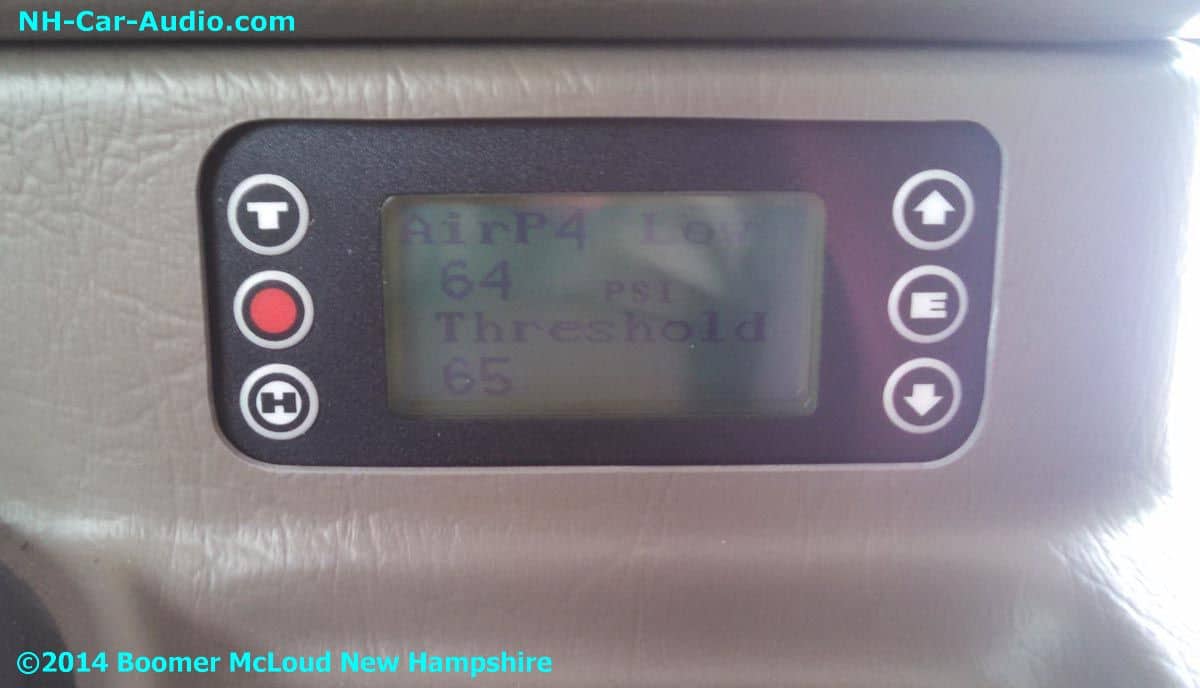 NH-Car-Audio.com
T
AirP4 Low
64 PSI
Threshold
65
E
H
©2014 Boomer McLoud New Hampshire